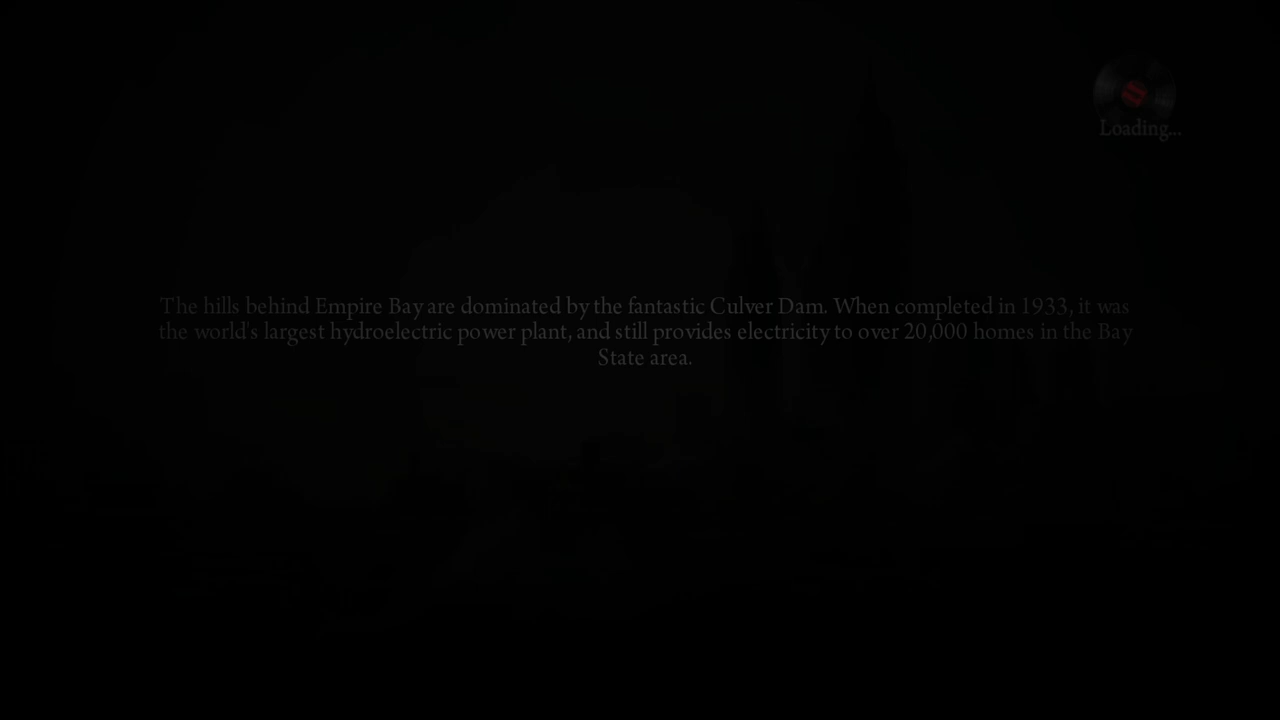 Loading...
The hills behind Empire Bay are dominated by the fantastic Culver Dam. When completed in 1933, it was
the world's largest hydroelectric power plant, and still provides electricity to over 20,000 homes in the Bay
State area.